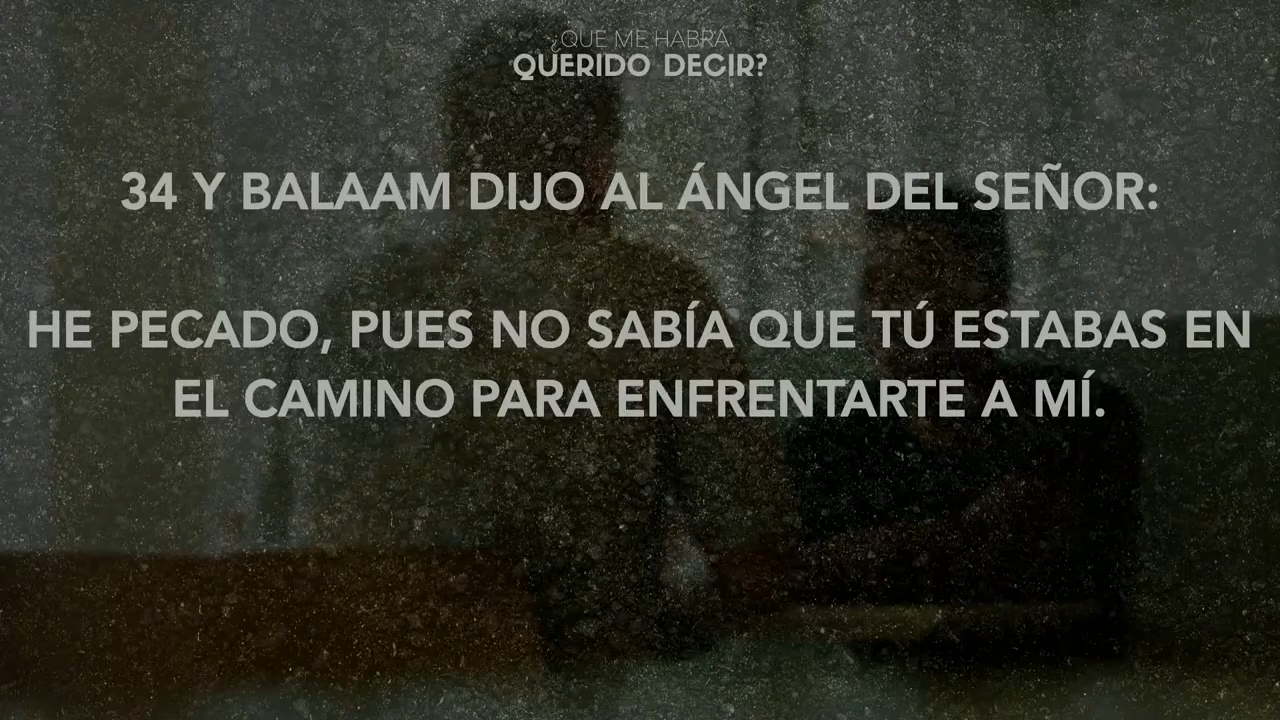 ¿QUE ME HABRÁ
QUERIDO DECIR?
34 Y BALAAM DIJO AL ÁNGEL DEL SEÑOR:
HE PECADO, PUES NO SABÍA QUE TÚ ESTABAS EN
EL CAMINO PARA ENFRENTARTE A MÍ.